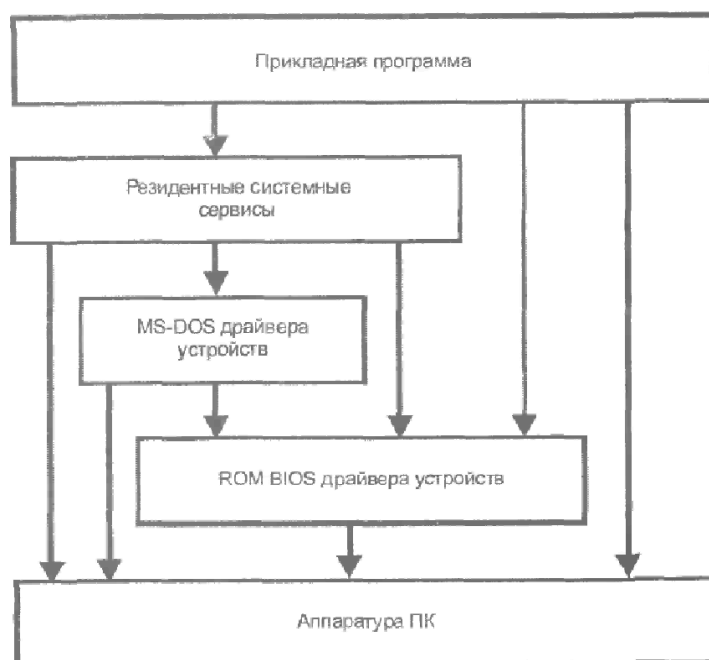 Прикладная программа
Резидентные системные
сервисы
MS-DOS драйвера
устройств
ROM BIOS драйвера устройств
Аппаратура ПК